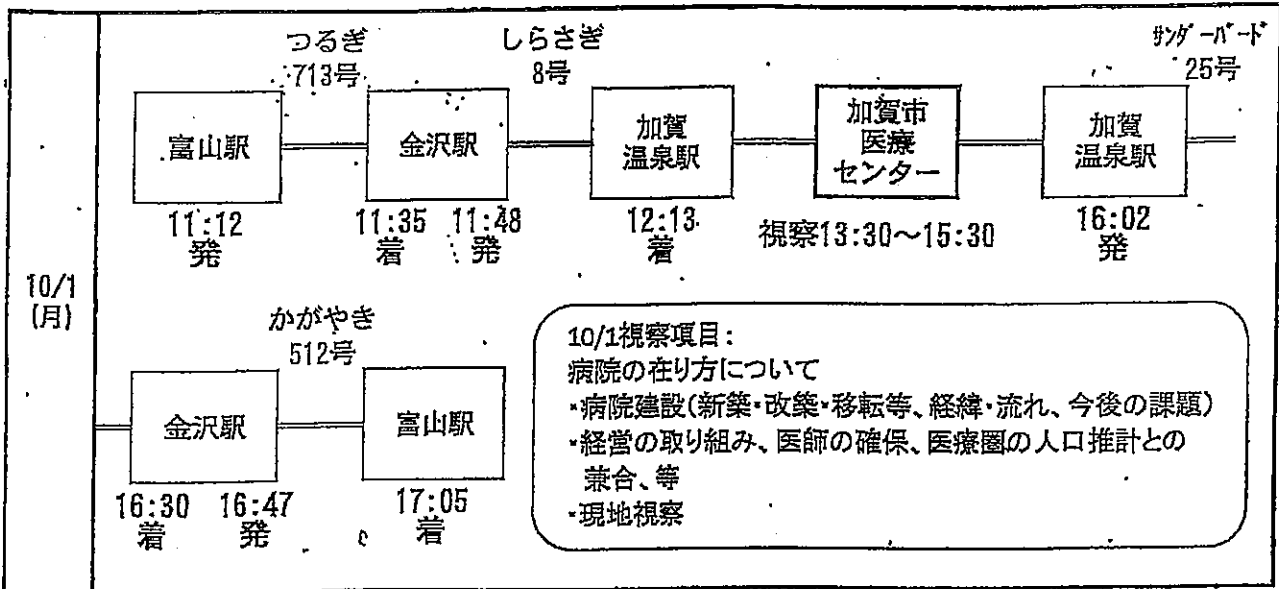 10/1
(月)
つるぎ
713号
しらさぎ
8号
サンダーバード
25号
富山駅
金沢駅
加賀
温泉駅
加賀市
医療
センター
加賀
温泉駅
11:12
発
11:35
着
11:48
発
12:13
着
視察13:30～15:30
16:02
発
かがやき
512号
金沢駅
富山駅
16:30
着
16:47
発
17:05
着
10/1視察項目：
病院の在り方について
・病院建設(新築・改築・移転等、経緯・流れ、今後の課題)
・経営の取り組み、医師の確保、医療圏の人口推計との
兼合、等
・現地視察